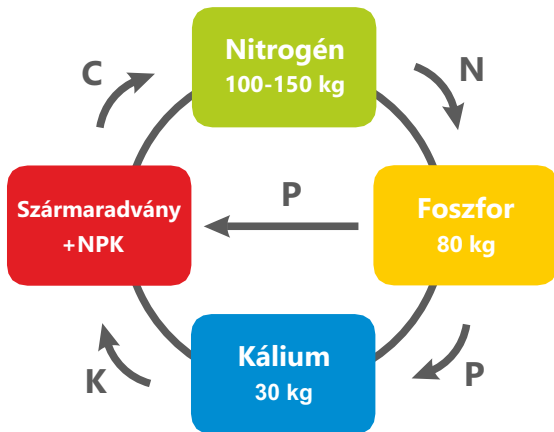 Nitrogén
100-150 kg
C
N
Szármaradvány
+NPK
P
Foszfor
80 kg
K
Kálium
30 kg
P